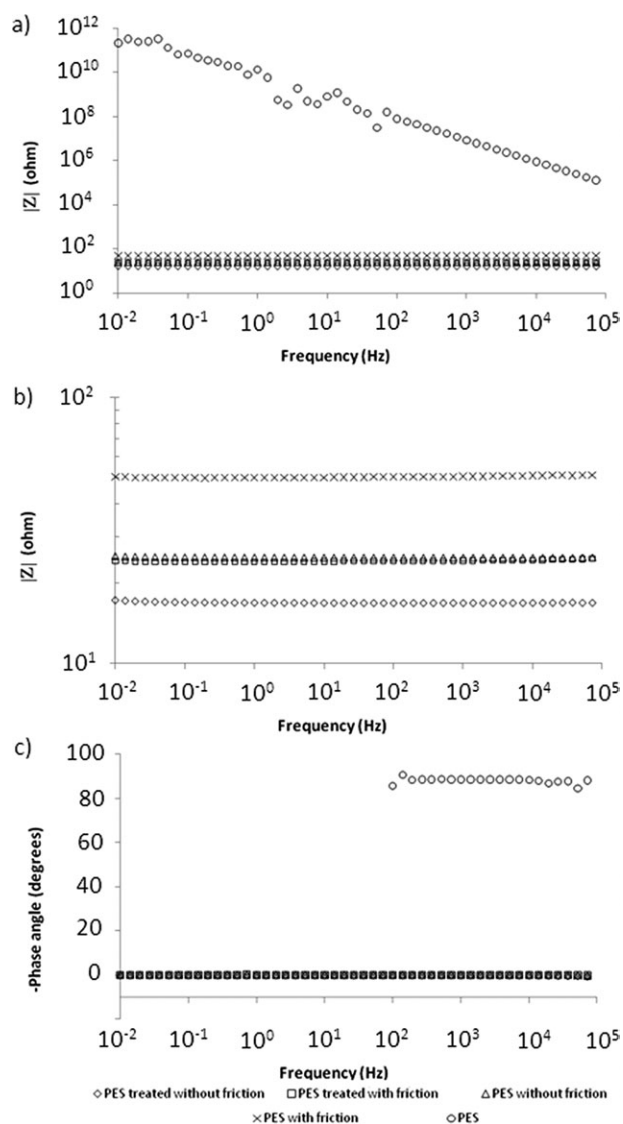 a)
10¹²
10¹⁰
10⁸
10⁶
10⁴
10²
10⁰
|Z| (ohm)
10⁻² 10⁻¹ 10⁰ 10¹ 10² 10³ 10⁴ 10⁵
Frequency (Hz)
b)
10²
10¹
|Z| (ohm)
10⁻² 10⁻¹ 10⁰ 10¹ 10² 10³ 10⁴ 10⁵
Frequency (Hz)
c)
100
80
60
40
20
0
-Phase angle (degrees)
10⁻² 10⁻¹ 10⁰ 10¹ 10² 10³ 10⁴ 10⁵
Frequency (Hz)
PES treated without friction PES treated with friction PES without friction
PES with friction PES